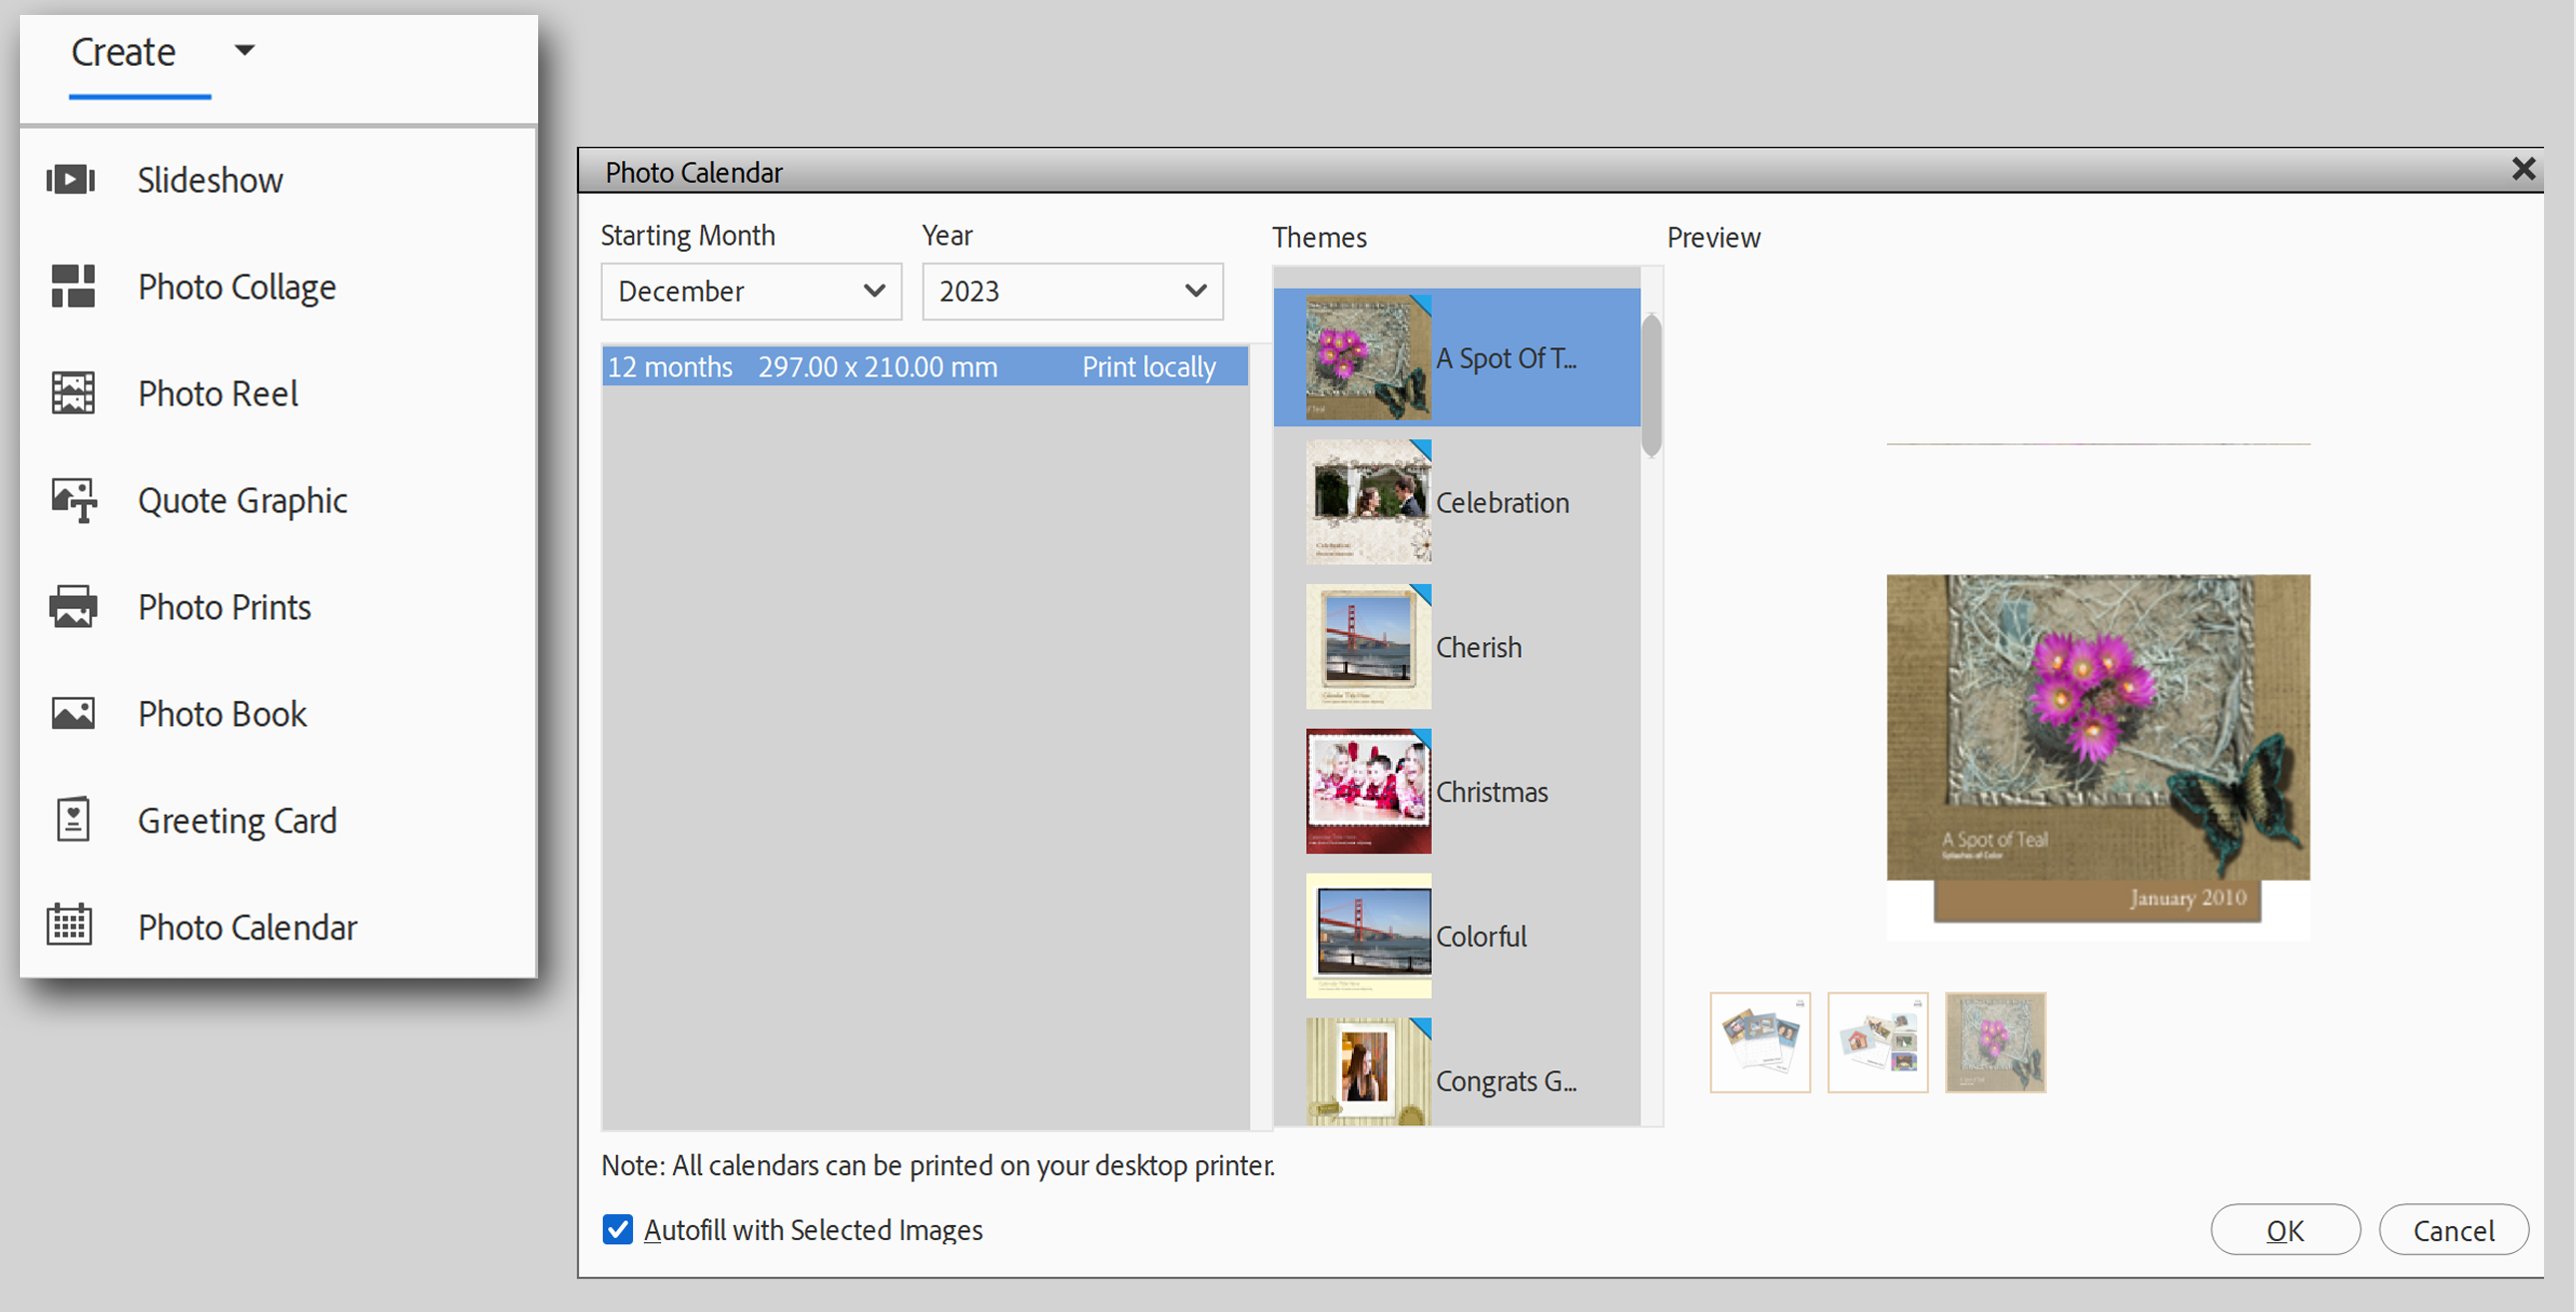 Create
Slideshow
Photo Collage
Photo Reel
Quote Graphic
Photo Prints
Photo Book
Greeting Card
Photo Calendar
Photo Calendar
Starting Month
Year
Themes
Preview
December
2023
12 months 297.00 x 210.00 mm Print locally
A Spot Of T...
Celebration
Cherish
Christmas
Colorful
Congrats G...
A Spot of Teal
Splashes of Color
January 2010
Note: All calendars can be printed on your desktop printer.
Autofill with Selected Images
OK
Cancel